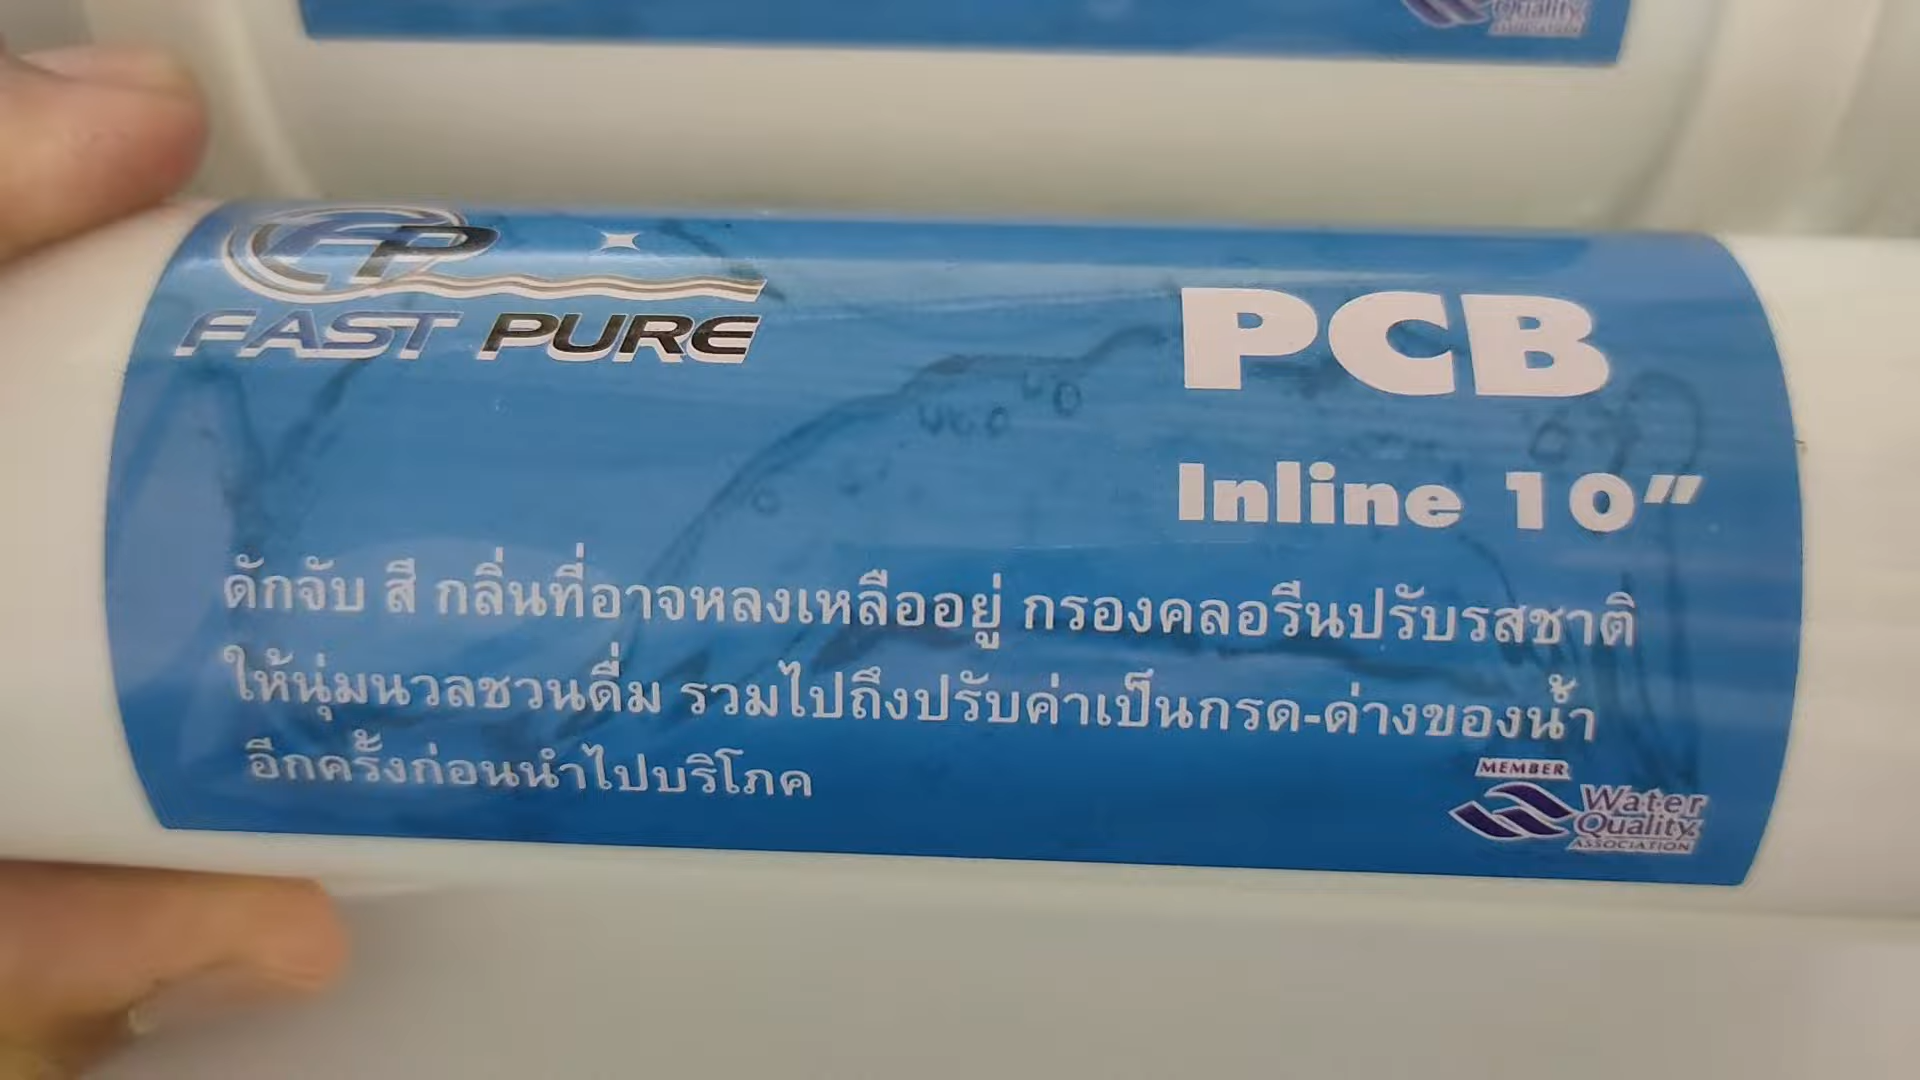 Quality
ASSOCIATION
FP
FAST PURE
PCB
Inline 10”
ดักจับ สี กลิ่นที่อาจหลงเหลืออยู่ กรองคลอรีนปรับรสชาติ
ให้นุ่มนวลชวนดื่ม รวมไปถึงปรับค่าเป็นกรด-ด่างของน้ำ
อีกครั้งก่อนนำไปบริโภค
MEMBER
Water
Quality
ASSOCIATION